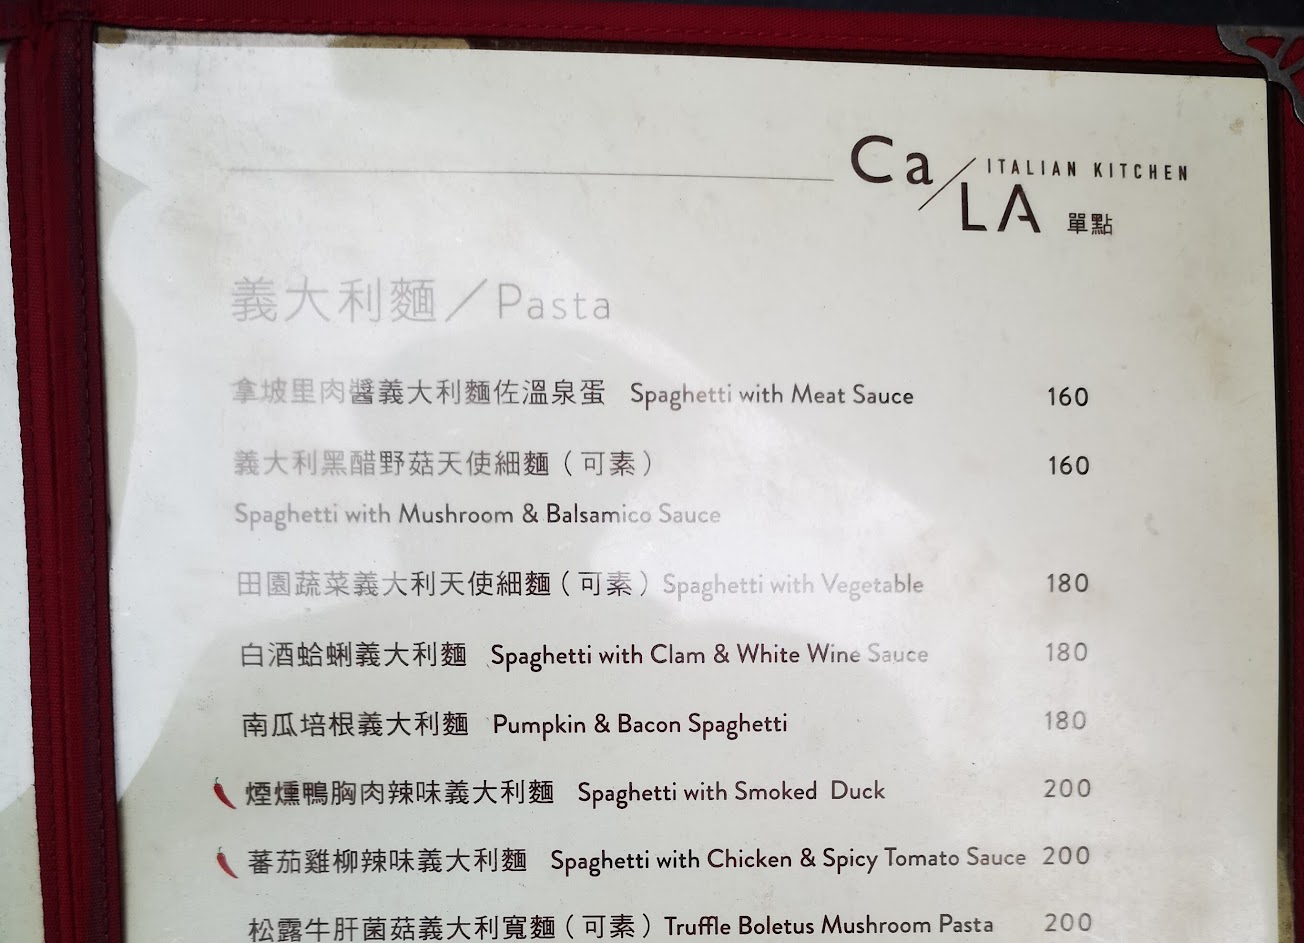 Ca/LA ITALIAN KITCHEN
單點
義大利麵／Pasta
拿坡里肉醬義大利麵佐溫泉蛋 Spaghetti with Meat Sauce 160
義大利黑醋野菇天使細麵（可素） 160
Spaghetti with Mushroom & Balsamico Sauce
田園蔬菜義大利天使細麵（可素）Spaghetti with Vegetable 180
白酒蛤蜊義大利麵 Spaghetti with Clam & White Wine Sauce 180
南瓜培根義大利麵 Pumpkin & Bacon Spaghetti 180
煙燻鴨胸肉辣味義大利麵 Spaghetti with Smoked Duck 200
蕃茄雞柳辣味義大利麵 Spaghetti with Chicken & Spicy Tomato Sauce 200
松露牛肝菌菇義大利寬麵（可素）Truffle Boletus Mushroom Pasta 200